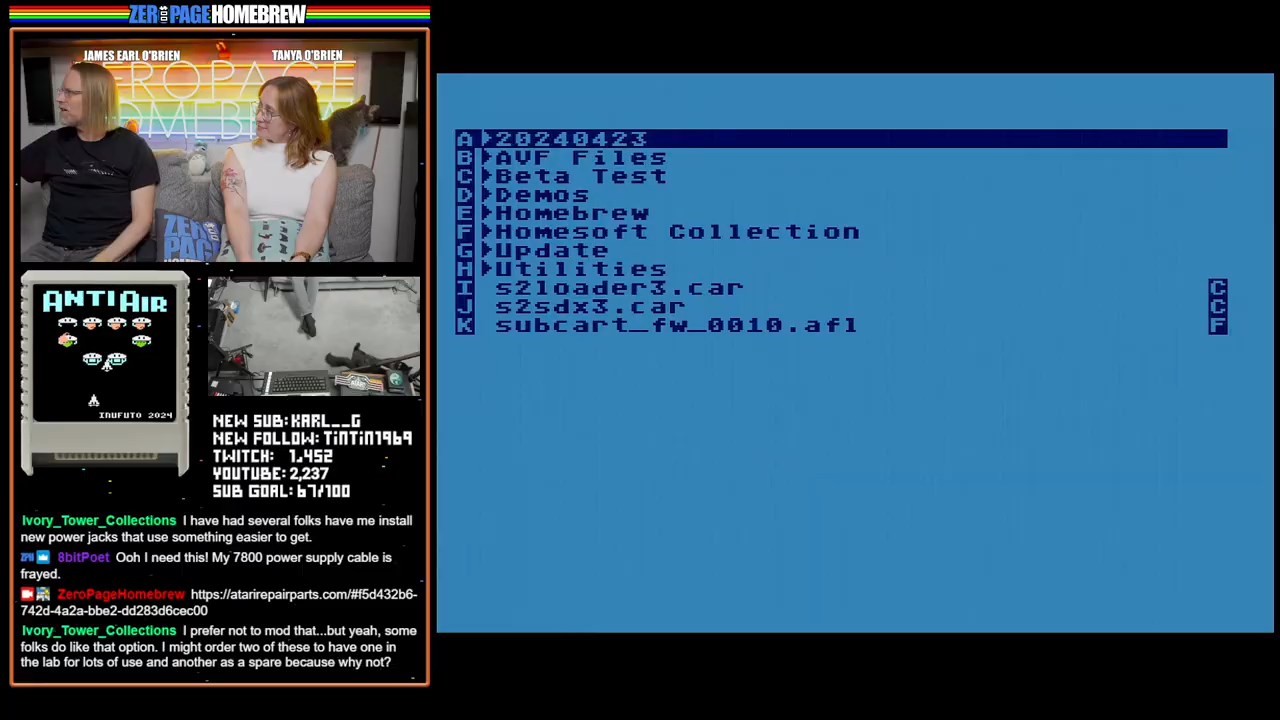 ZEROPAGE HOMEBREW
JAMES EARL O'BRIEN
TANYA O'BRIEN
ZEROPAGE
HOMEBREW
ZERO
PAGE
ANTIAIR
INUFUTO 2024
NEW SUB: KARL__G
NEW FOLLOW: TINTIN1969
TWITCH: 1,452
YOUTUBE: 2,237
SUB GOAL: 67/100
Ivory_Tower_Collections I have had several folks have me install
new power jacks that use something easier to get.
ZPH 8bitPoet Ooh I need this! My 7800 power supply cable is
frayed.
ZeroPageHomebrew https://atarirepairparts.com/#f5d432b6-
742d-4a2a-bbe2-dd283d6cec00
Ivory_Tower_Collections I prefer not to mod that...but yeah, some
folks do like that option. I might order two of these to have one in
the lab for lots of use and another as a spare because why not?
A 20240423
B AVF Files
C Beta Test
D Demos
E Homebrew
F Homesoft Collection
G Update
H Utilities
I s2loader3.car C
J s2sdx3.car C
K subcart_fw_0010.afl F